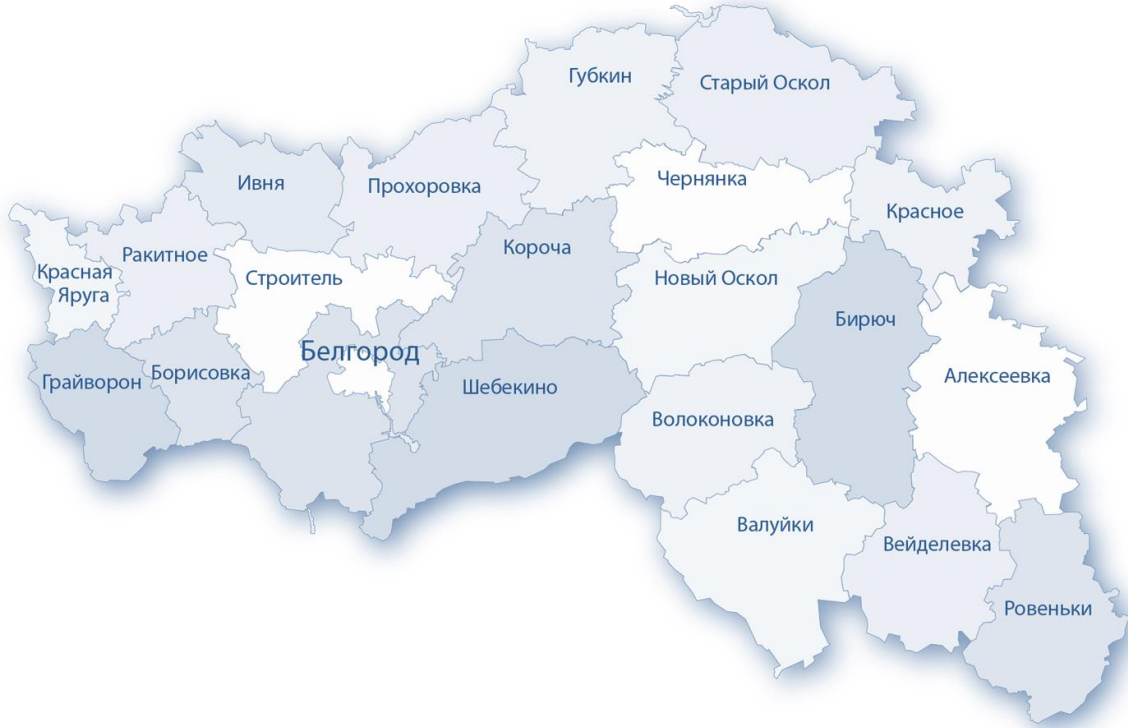 Губкин
Старый Оскол
Ивня
Прохоровка
Чернянка
Красное
Ракитное
Короча
Красная
Яруга
Строитель
Новый Оскол
Бирюч
Белгород
Грайворон
Борисовка
Шебекино
Алексеевка
Волоконовка
Валуйки
Вейделевка
Ровеньки